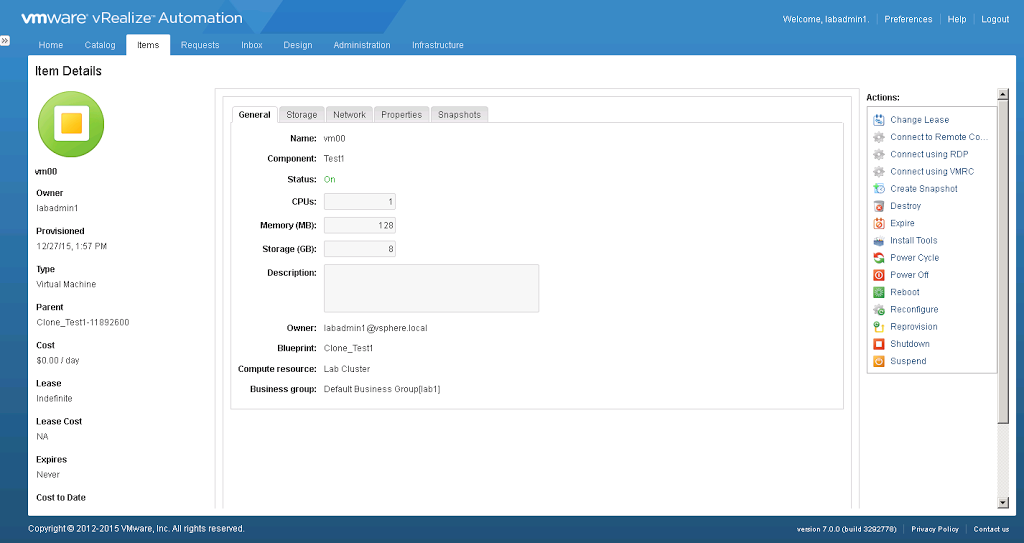 vmware vRealize Automation
Welcome, labadmin1. Preferences Help Logout
Home Catalog Items Requests Inbox Design Administration Infrastructure
Item Details
vm00
Owner
labadmin1
Provisioned
12/27/15, 1:57 PM
Type
Virtual Machine
Parent
Clone_Test1-11892600
Cost
$0.00 / day
Lease
Indefinite
Lease Cost
NA
Expires
Never
Cost to Date
General Storage Network Properties Snapshots
Name: vm00
Component: Test1
Status: On
CPUs: 1
Memory (MB): 128
Storage (GB): 8
Description:
Owner: labadmin1@vsphere.local
Blueprint: Clone_Test1
Compute resource: Lab Cluster
Business group: Default Business Group[lab1]
Actions:
Change Lease
Connect to Remote Co...
Connect using RDP
Connect using VMRC
Create Snapshot
Destroy
Expire
Install Tools
Power Cycle
Power Off
Reboot
Reconfigure
Reprovision
Shutdown
Suspend
Copyright © 2012-2015 VMware, Inc. All rights reserved.
version 7.0.0 (build 3292778) Privacy Policy Contact us